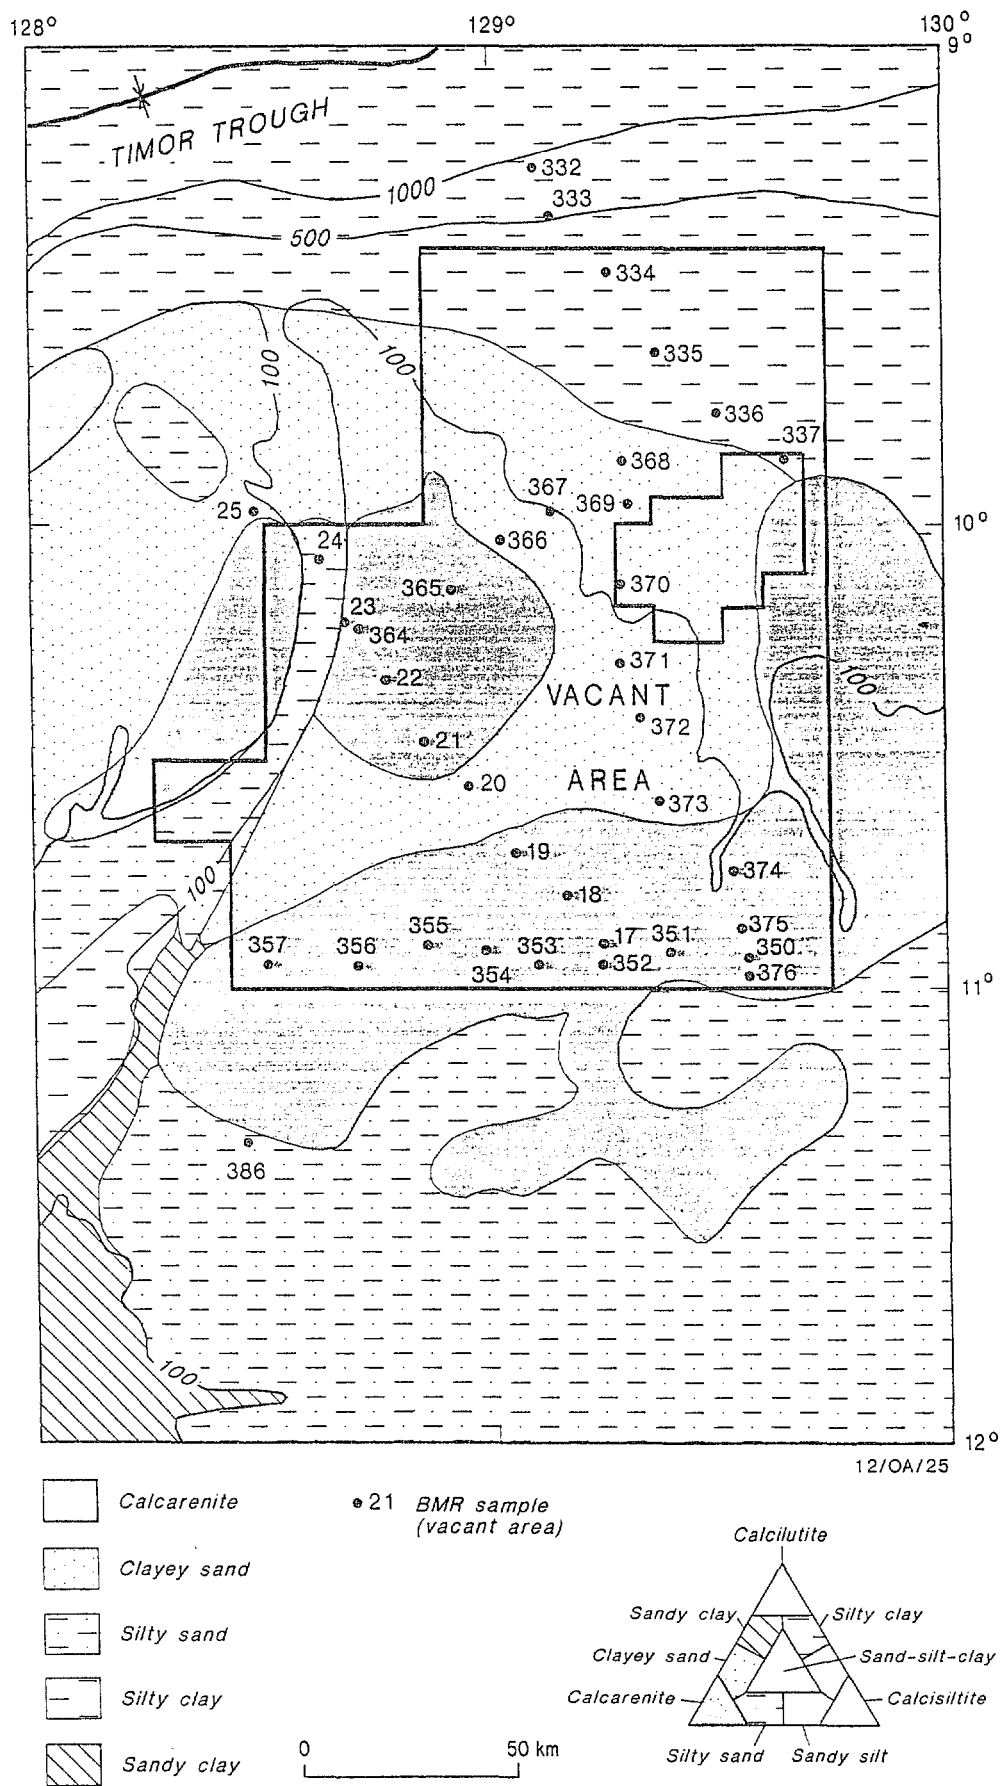 128° 129° 130°
9°
TIMOR TROUGH
332
1000
333
500
334
100
100
335
336
337
368
367
369
25
10°
24
366
365
370
23
364
371
22
VACANT
100
372
21
20
AREA
373
19
374
100
18
355
17
351
375
357
356
353
350
354
352
376
11°
386
100
12°
12/OA/25
Calcarenite
21 BMR sample
(vacant area)
Clayey sand
Silty sand
Silty clay
Sandy clay
0 50 km
Calcilutite
Sandy clay
Silty clay
Clayey sand
Sand-silt-clay
Calcarenite
Calcisiltite
Silty sand
Sandy silt